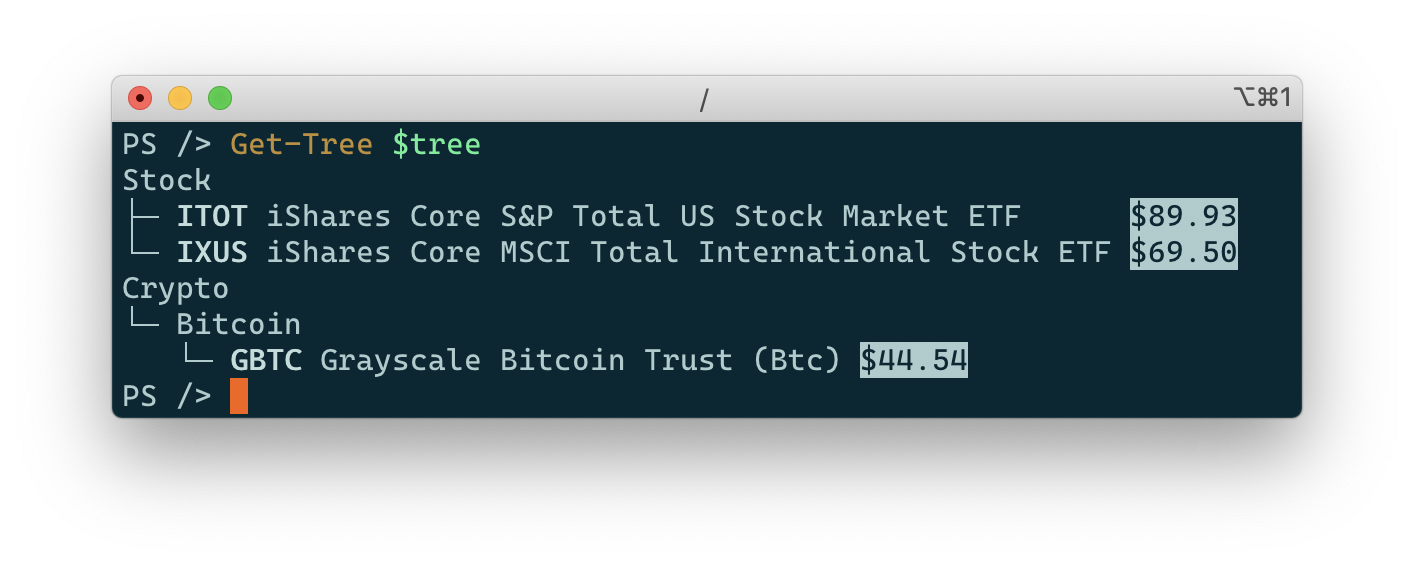 / ⌥⌘1
PS /> Get-Tree $tree
Stock
├─ ITOT iShares Core S&P Total US Stock Market ETF      $89.93
└─ IXUS iShares Core MSCI Total International Stock ETF $69.50
Crypto
└─ Bitcoin
   └─ GBTC Grayscale Bitcoin Trust (Btc) $44.54
PS />